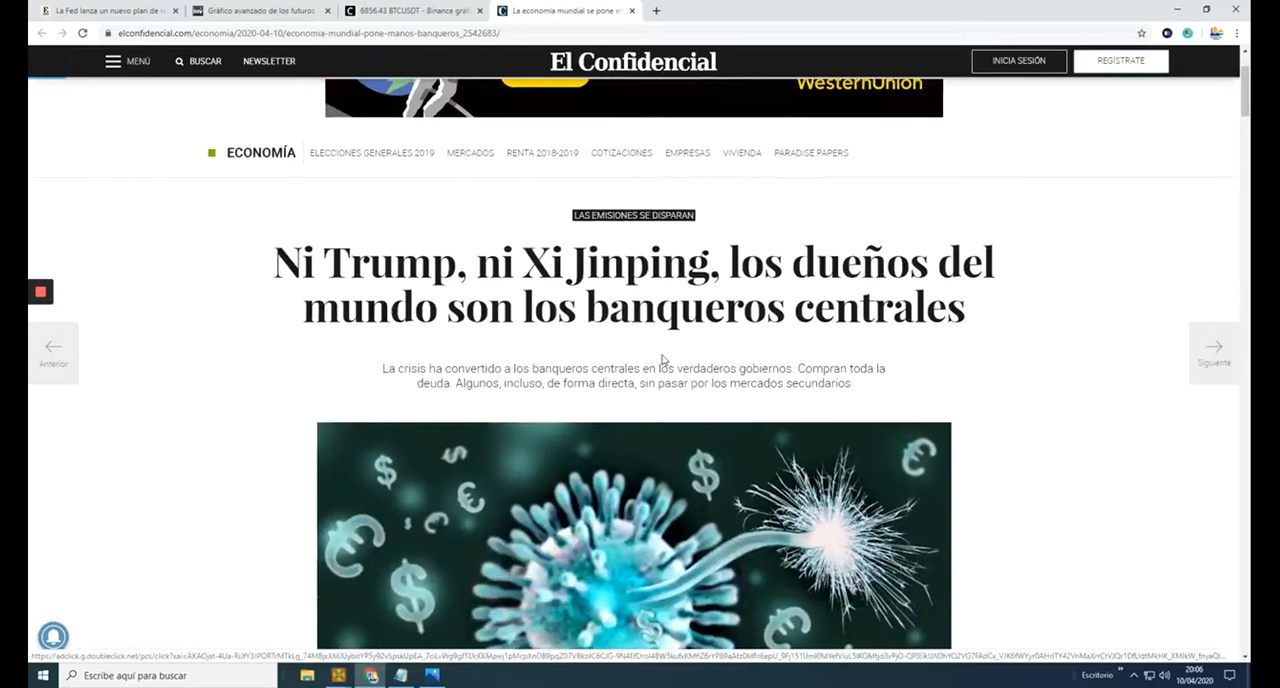 La Fed lanza un nuevo plan de
Gráfico avanzado de los futuros
6856.43 BTCUSDT - Binance grá
La economía mundial se pone e
elconfidencial.com/economia/2020-04-10/economia-mundial-pone-manos-banqueros_2542683/
MENÚ
BUSCAR
NEWSLETTER
El Confidencial
INICIA SESIÓN
REGÍSTRATE
WesternUnion
ECONOMÍA
ELECCIONES GENERALES 2019
MERCADOS
RENTA 2018-2019
COTIZACIONES
EMPRESAS
VIVIENDA
PARADISE PAPERS
LAS EMISIONES SE DISPARAN
Ni Trump, ni Xi Jinping, los dueños del
mundo son los banqueros centrales
Anterior
Siguiente
La crisis ha convertido a los banqueros centrales en los verdaderos gobiernos. Compran toda la
deuda. Algunos, incluso, de forma directa, sin pasar por los mercados secundarios
Escribe aquí para buscar
Escritorio
20:06
10/04/2020